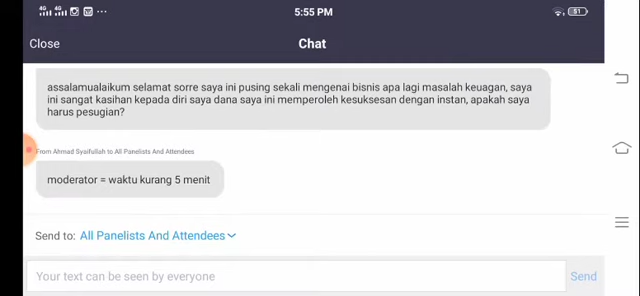 4G 4G 5:55 PM 51
Close Chat
assalamualaikum selamat sorre saya ini pusing sekali mengenai bisnis apa lagi masalah keuagan, saya
ini sangat kasihan kepada diri saya dana saya ini memperoleh kesuksesan dengan instan, apakah saya
harus pesugian?
From Ahmad Syaifullah to All Panelists And Attendees
moderator = waktu kurang 5 menit
Send to: All Panelists And Attendees
Your text can be seen by everyone Send